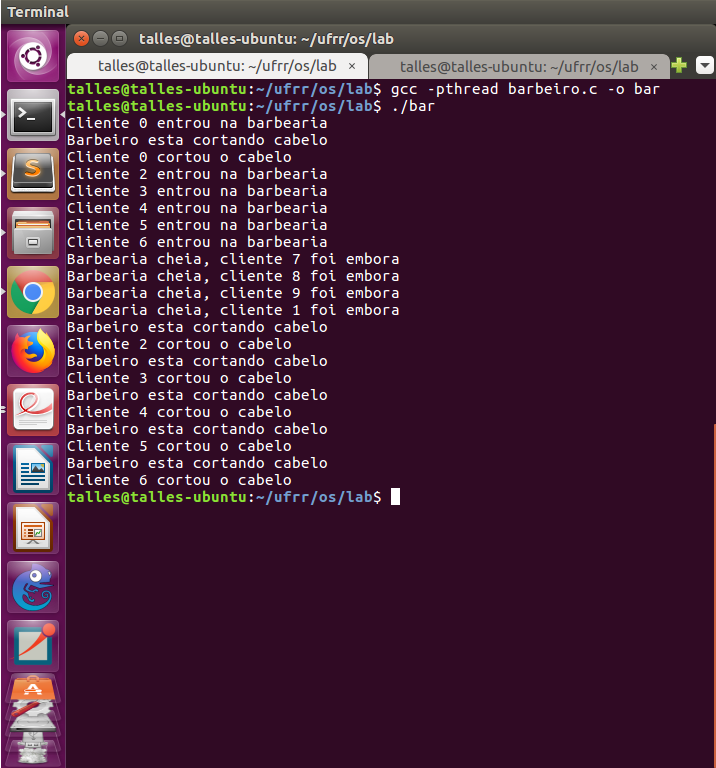 Terminal
talles@talles-ubuntu: ~/ufrr/os/lab
talles@talles-ubuntu: ~/ufrr/os/lab × talles@talles-ubuntu: ~/ufrr/os/lab ×
talles@talles-ubuntu:~/ufrr/os/lab$ gcc -pthread barbeiro.c -o bar
talles@talles-ubuntu:~/ufrr/os/lab$ ./bar
Cliente 0 entrou na barbearia
Barbeiro esta cortando cabelo
Cliente 0 cortou o cabelo
Cliente 2 entrou na barbearia
Cliente 3 entrou na barbearia
Cliente 4 entrou na barbearia
Cliente 5 entrou na barbearia
Cliente 6 entrou na barbearia
Barbearia cheia, cliente 7 foi embora
Barbearia cheia, cliente 8 foi embora
Barbearia cheia, cliente 9 foi embora
Barbearia cheia, cliente 1 foi embora
Barbeiro esta cortando cabelo
Cliente 2 cortou o cabelo
Barbeiro esta cortando cabelo
Cliente 3 cortou o cabelo
Barbeiro esta cortando cabelo
Cliente 4 cortou o cabelo
Barbeiro esta cortando cabelo
Cliente 5 cortou o cabelo
Barbeiro esta cortando cabelo
Cliente 6 cortou o cabelo
talles@talles-ubuntu:~/ufrr/os/lab$